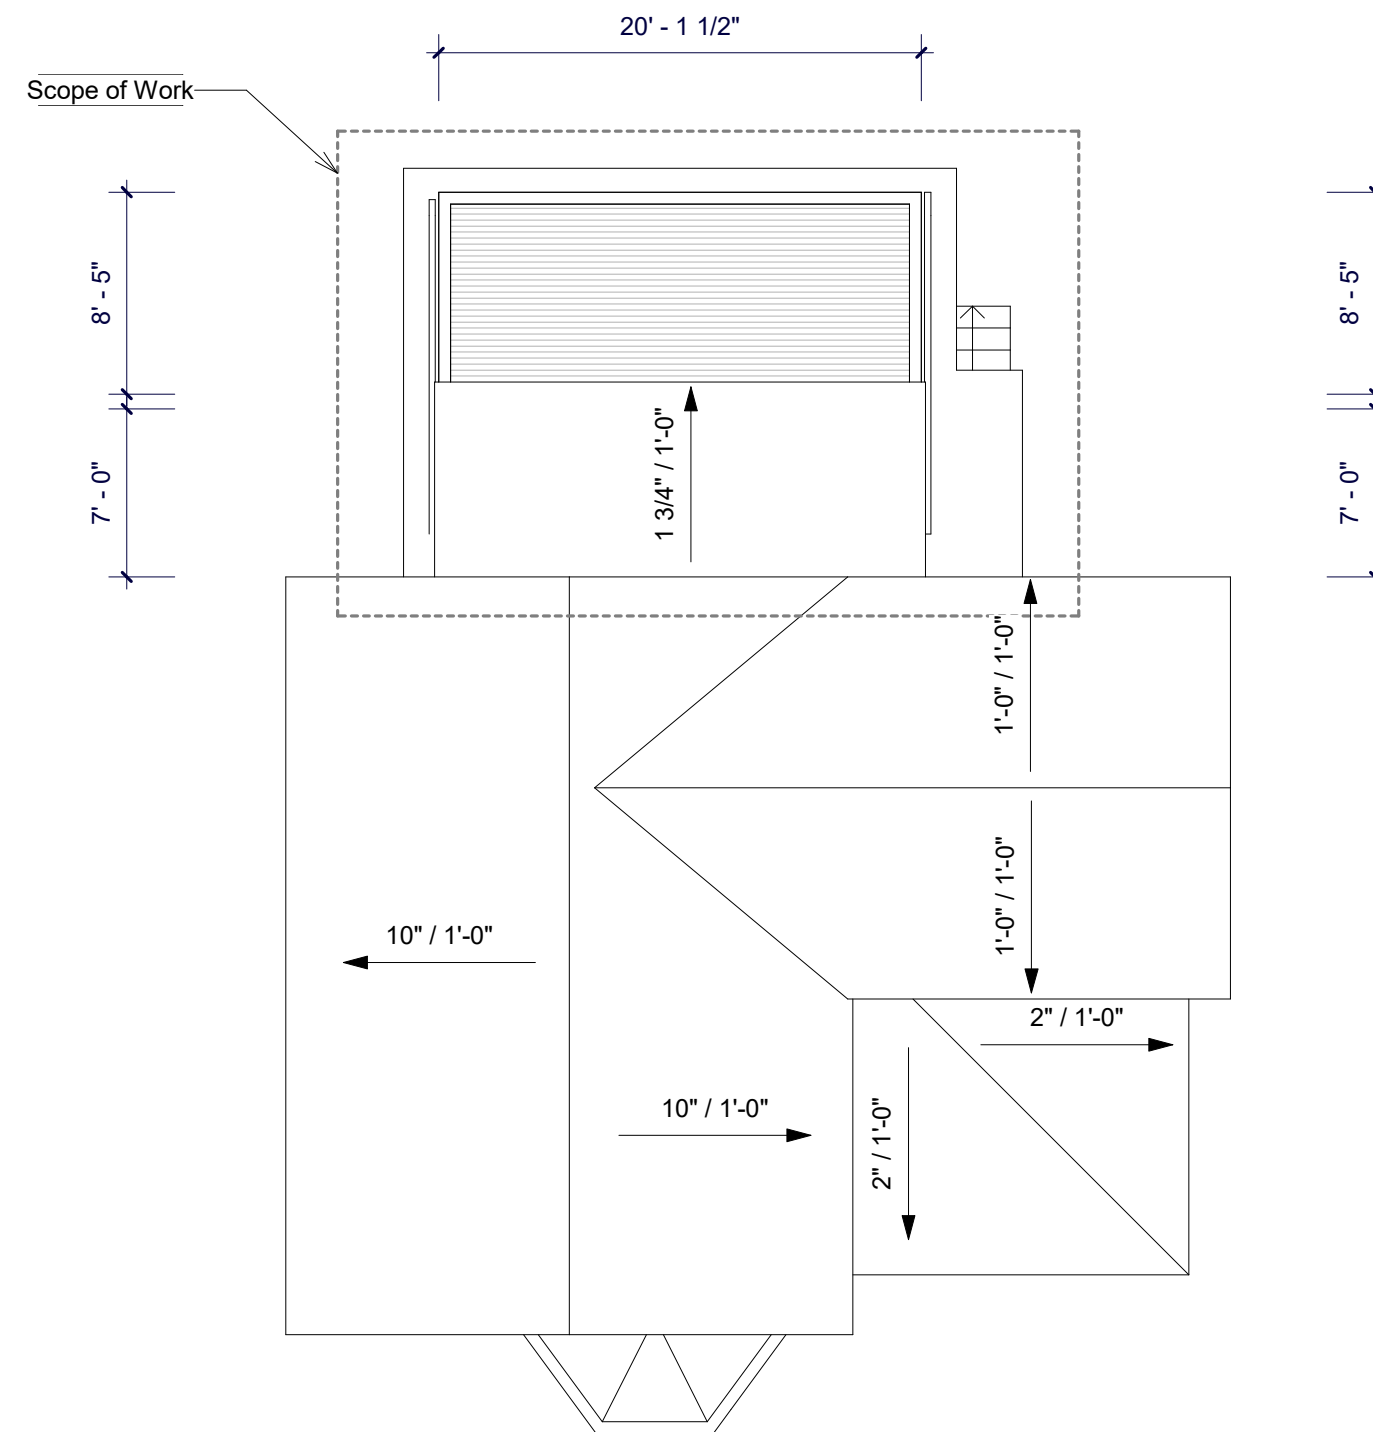 20' - 1 1/2"
Scope of Work
8' - 5"
8' - 5"
1 3/4" / 1'-0"
7' - 0"
7' - 0"
1'-0" / 1'-0"
1'-0" / 1'-0"
10" / 1'-0"
2" / 1'-0"
10" / 1'-0"
2" / 1'-0"